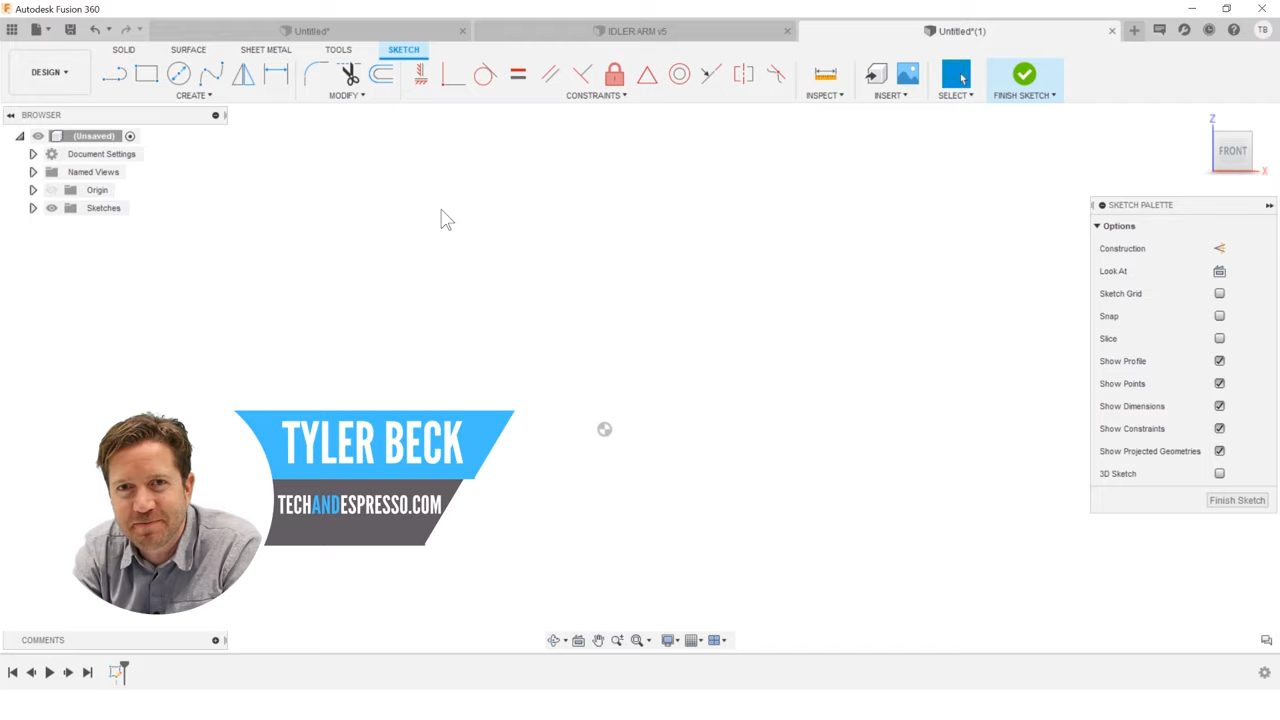 Autodesk Fusion 360
Untitled*
IDLER ARM v5
Untitled*(1)
TB
SOLID
SURFACE
SHEET METAL
TOOLS
SKETCH
DESIGN
CREATE
MODIFY
CONSTRAINTS
INSPECT
INSERT
SELECT
FINISH SKETCH
BROWSER
(Unsaved)
Document Settings
Named Views
Origin
Sketches
Z
FRONT
X
SKETCH PALETTE
Options
Construction
Look At
Sketch Grid
Snap
Slice
Show Profile
Show Points
Show Dimensions
Show Constraints
Show Projected Geometries
3D Sketch
Finish Sketch
TYLER BECK
TECHANDESPRESSO.COM
COMMENTS